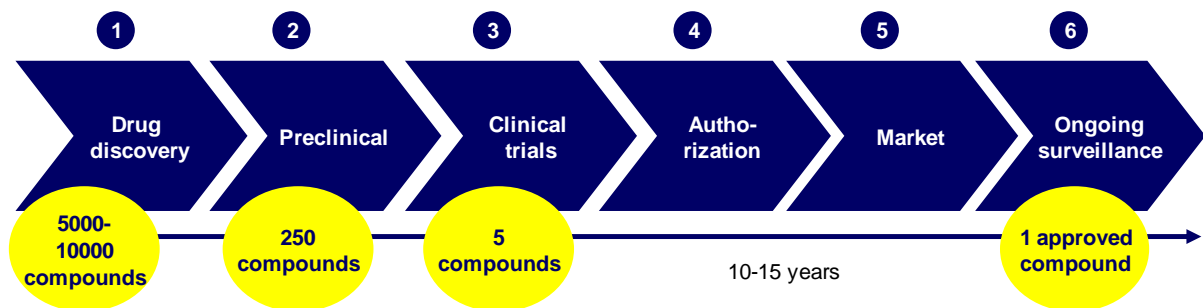 1
2
3
4
5
6
Drug
discovery
Preclinical
Clinical
trials
Autho-
rization
Market
Ongoing
surveillance
5000-
10000
compounds
250
compounds
5
compounds
10-15 years
1 approved
compound